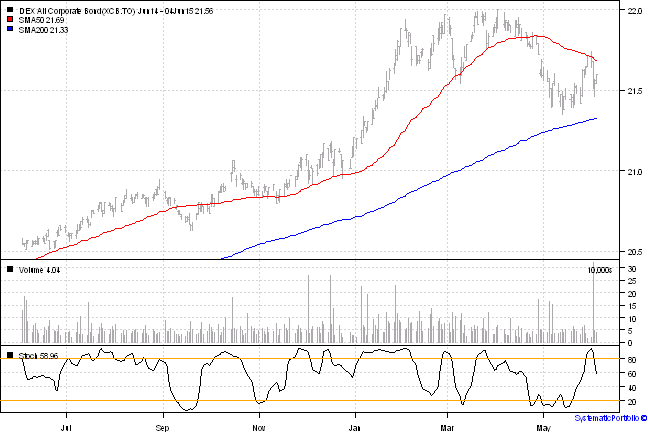 DEX All Corporate Bond(XCB.TO) Jun14 - 04Jun15 21.56
SMA50 21.69
SMA200 21.33
22.0
21.5
21.0
20.5
Volume 4.04
10,000s
30
25
20
15
10
5
0
Stoch 58.96
80
60
40
20
Jul Sep Nov Jan Mar May
SystematicPortfolio ©